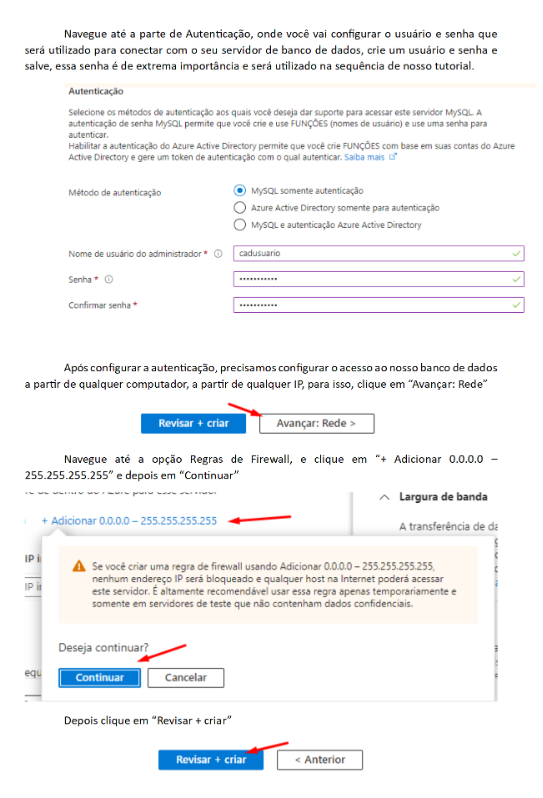 Navegue até a parte de Autenticação, onde você vai configurar o usuário e senha que
será utilizado para conectar com o seu servidor de banco de dados, crie um usuário e senha e
salve, essa senha é de extrema importância e será utilizado na sequência de nosso tutorial.
Autenticação
Selecione os métodos de autenticação aos quais você deseja dar suporte para acessar este servidor MySQL. A
autenticação de senha MySQL permite que você crie e use FUNÇÕES (nomes de usuário) e use uma senha para
autenticar.
Habilitar a autenticação do Azure Active Directory permite que você crie FUNÇÕES com base em suas contas do Azure
Active Directory e gere um token de autenticação com o qual autenticar. Saiba mais
Método de autenticação
MySQL somente autenticação
Azure Active Directory somente para autenticação
MySQL e autenticação Azure Active Directory
Nome de usuário do administrador * cadusuario
Senha * •••••••••••
Confirmar senha * •••••••••••
Após configurar a autenticação, precisamos configurar o acesso ao nosso banco de dados
a partir de qualquer computador, a partir de qualquer IP, para isso, clique em “Avançar: Rede”
Revisar + criar Avançar: Rede >
Navegue até a opção Regras de Firewall, e clique em “+ Adicionar 0.0.0.0 –
255.255.255.255” e depois em “Continuar”
+ Adicionar 0.0.0.0 – 255.255.255.255
Largura de banda
A transferência de da
Se você criar uma regra de firewall usando Adicionar 0.0.0.0 – 255.255.255.255,
nenhum endereço IP será bloqueado e qualquer host na Internet poderá acessar
este servidor. É altamente recomendável usar essa regra apenas temporariamente e
somente em servidores de teste que não contenham dados confidenciais.
Deseja continuar?
Continuar Cancelar
Depois clique em “Revisar + criar”
Revisar + criar < Anterior